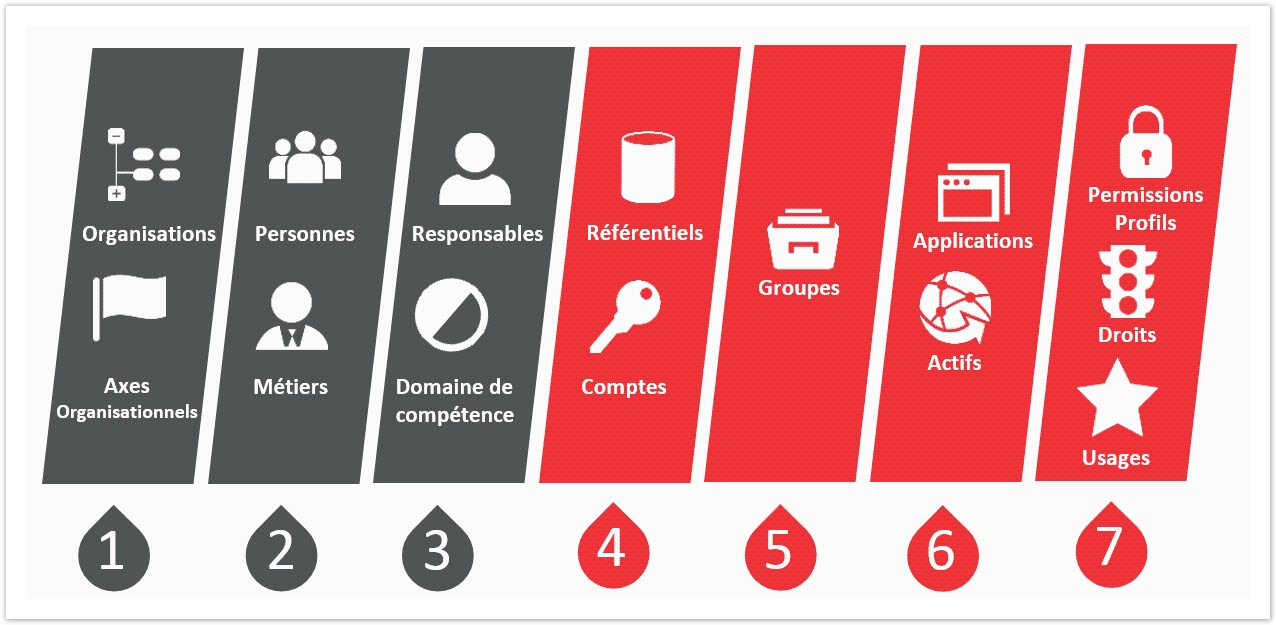 Organisations
Axes
Organisationnels
1
Personnes
Métiers
2
Responsables
Domaine de
compétence
3
Référentiels
Comptes
4
Groupes
5
Applications
Actifs
6
Permissions
Profils
Droits
Usages
7